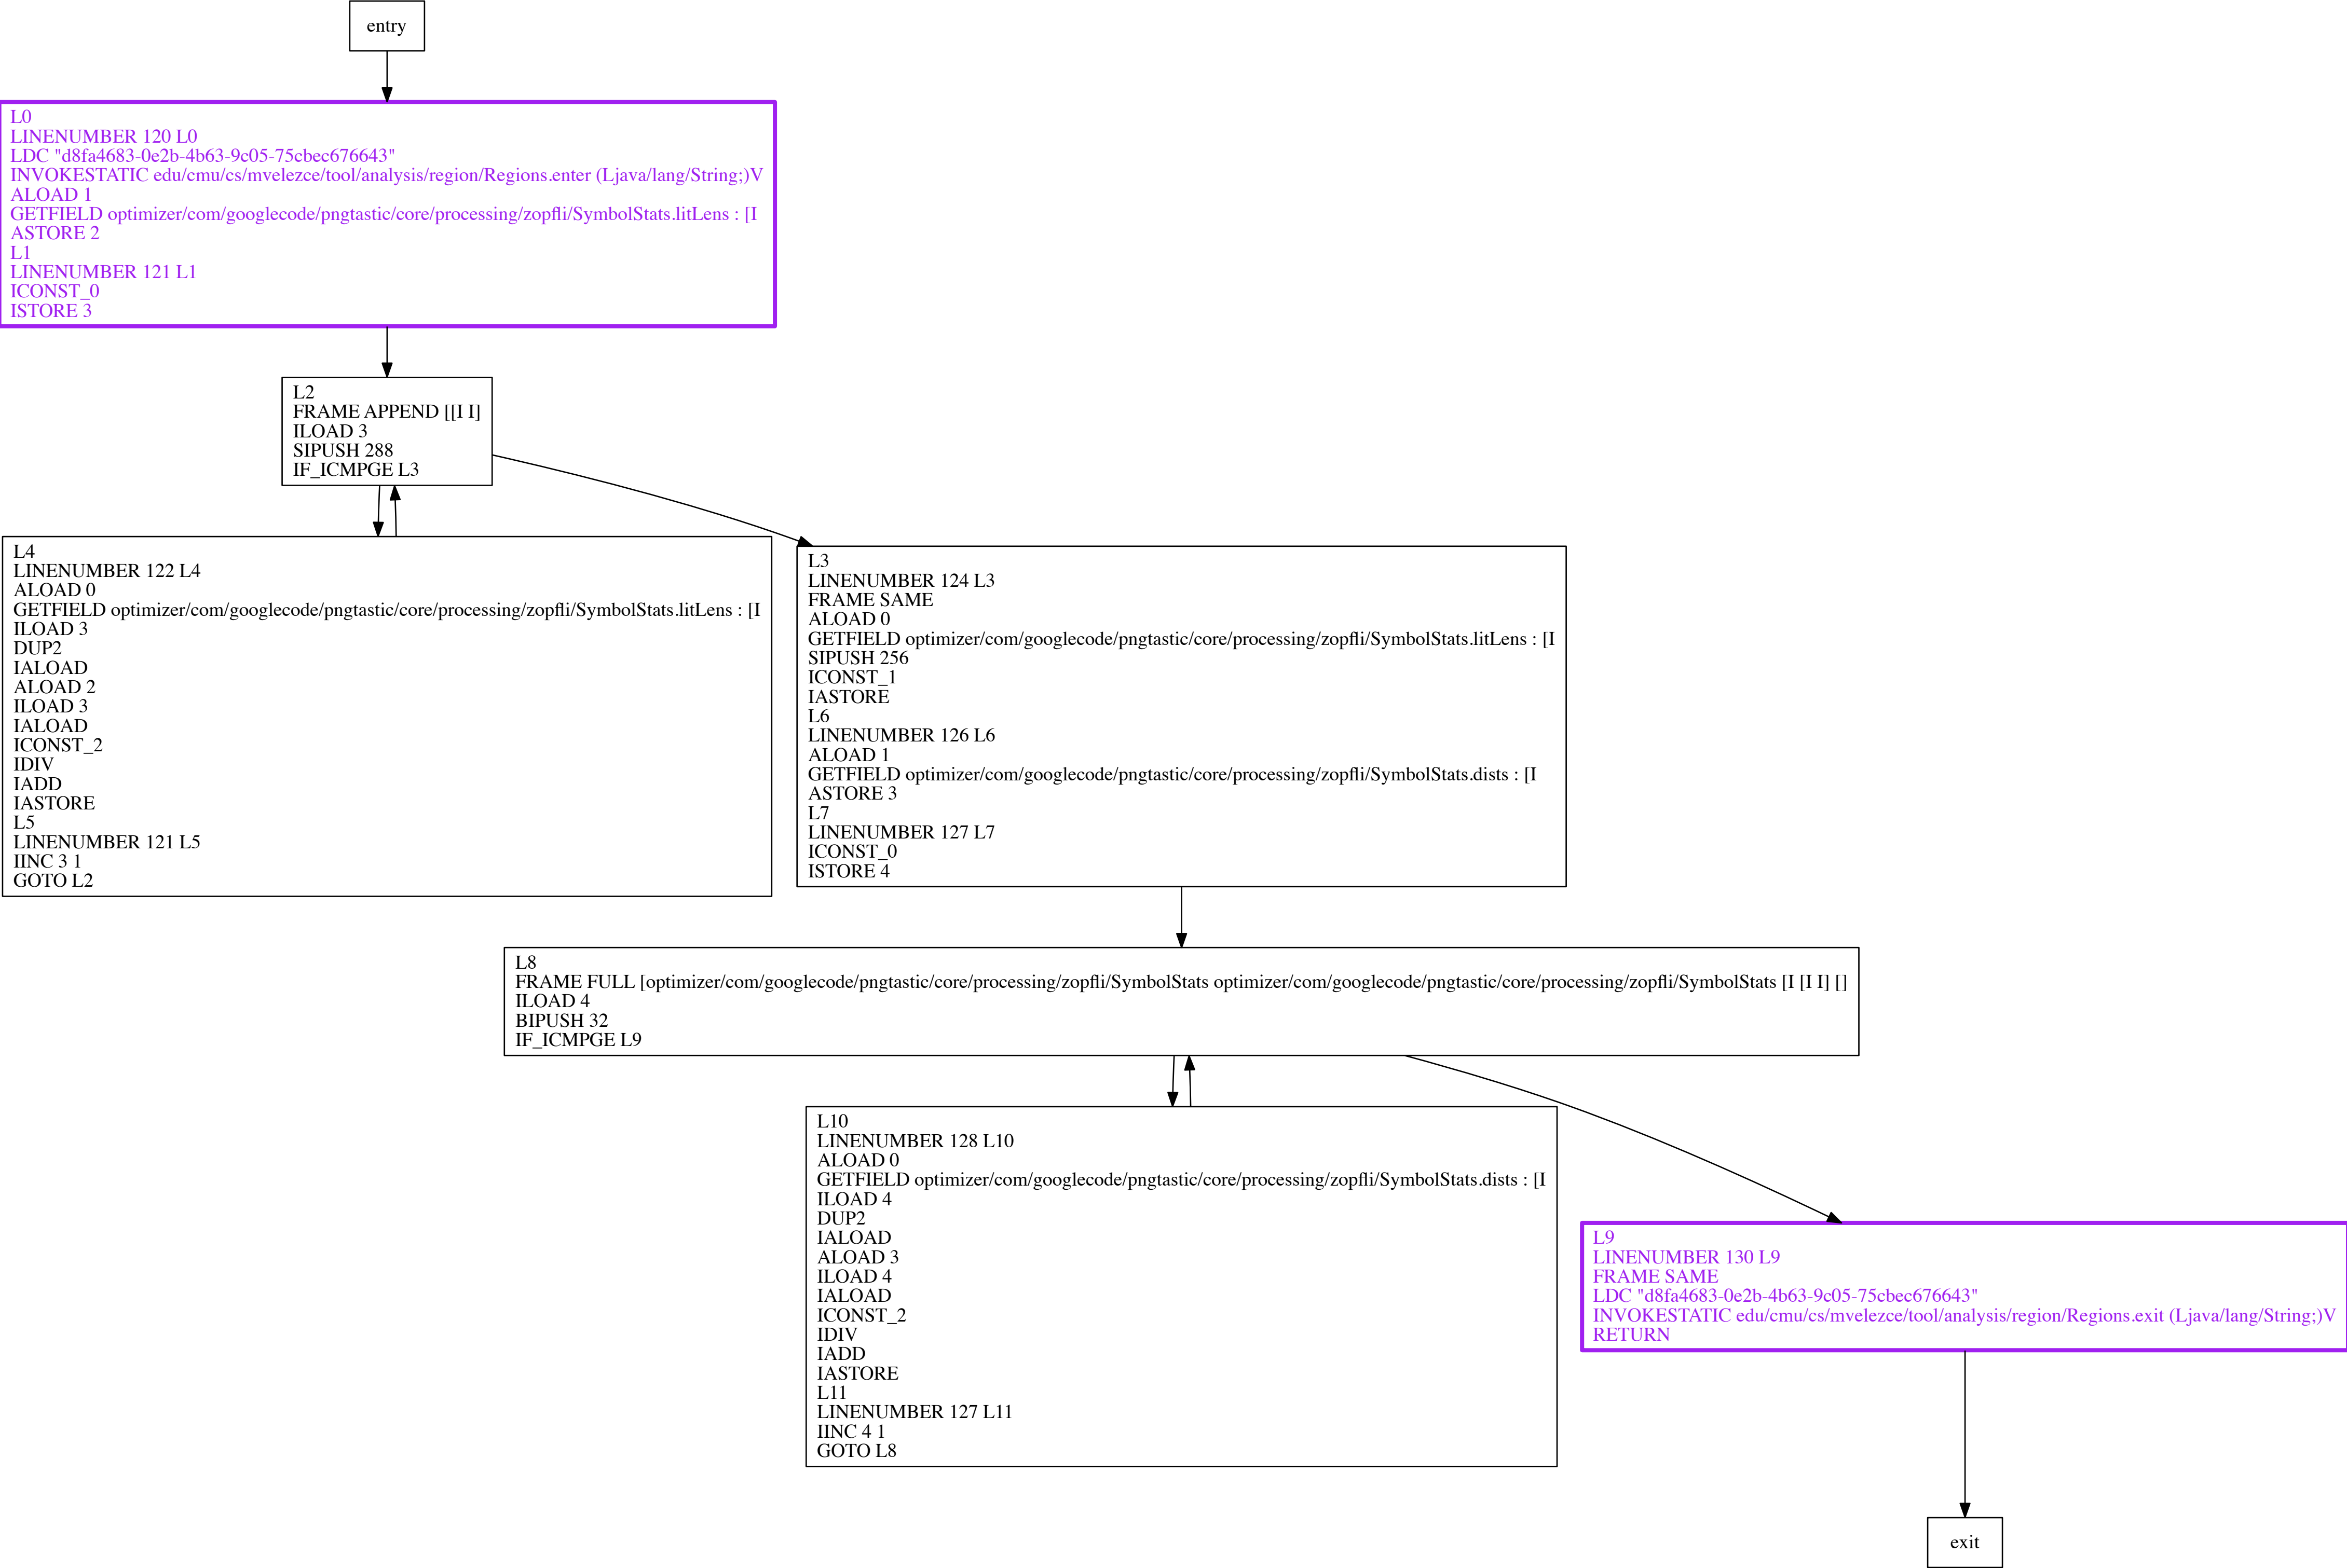 entry
L0
LINENUMBER 120 L0
LDC "d8fa4683-0e2b-4b63-9c05-75cbec676643"
INVOKESTATIC edu/cmu/cs/mvelezce/tool/analysis/region/Regions.enter (Ljava/lang/String;)V
ALOAD 1
GETFIELD optimizer/com/googlecode/pngtastic/core/processing/zopfli/SymbolStats.litLens : [I
ASTORE 2
L1
LINENUMBER 121 L1
ICONST_0
ISTORE 3
L2
FRAME APPEND [[I I]
ILOAD 3
SIPUSH 288
IF_ICMPGE L3
L4
LINENUMBER 122 L4
ALOAD 0
GETFIELD optimizer/com/googlecode/pngtastic/core/processing/zopfli/SymbolStats.litLens : [I
ILOAD 3
DUP2
IALOAD
ALOAD 2
ILOAD 3
IALOAD
ICONST_2
IDIV
IADD
IASTORE
L5
LINENUMBER 121 L5
IINC 3 1
GOTO L2
L3
LINENUMBER 124 L3
FRAME SAME
ALOAD 0
GETFIELD optimizer/com/googlecode/pngtastic/core/processing/zopfli/SymbolStats.litLens : [I
SIPUSH 256
ICONST_1
IASTORE
L6
LINENUMBER 126 L6
ALOAD 1
GETFIELD optimizer/com/googlecode/pngtastic/core/processing/zopfli/SymbolStats.dists : [I
ASTORE 3
L7
LINENUMBER 127 L7
ICONST_0
ISTORE 4
L8
FRAME FULL [optimizer/com/googlecode/pngtastic/core/processing/zopfli/SymbolStats optimizer/com/googlecode/pngtastic/core/processing/zopfli/SymbolStats [I [I I] []
ILOAD 4
BIPUSH 32
IF_ICMPGE L9
L10
LINENUMBER 128 L10
ALOAD 0
GETFIELD optimizer/com/googlecode/pngtastic/core/processing/zopfli/SymbolStats.dists : [I
ILOAD 4
DUP2
IALOAD
ALOAD 3
ILOAD 4
IALOAD
ICONST_2
IDIV
IADD
IASTORE
L11
LINENUMBER 127 L11
IINC 4 1
GOTO L8
L9
LINENUMBER 130 L9
FRAME SAME
LDC "d8fa4683-0e2b-4b63-9c05-75cbec676643"
INVOKESTATIC edu/cmu/cs/mvelezce/tool/analysis/region/Regions.exit (Ljava/lang/String;)V
RETURN
exit